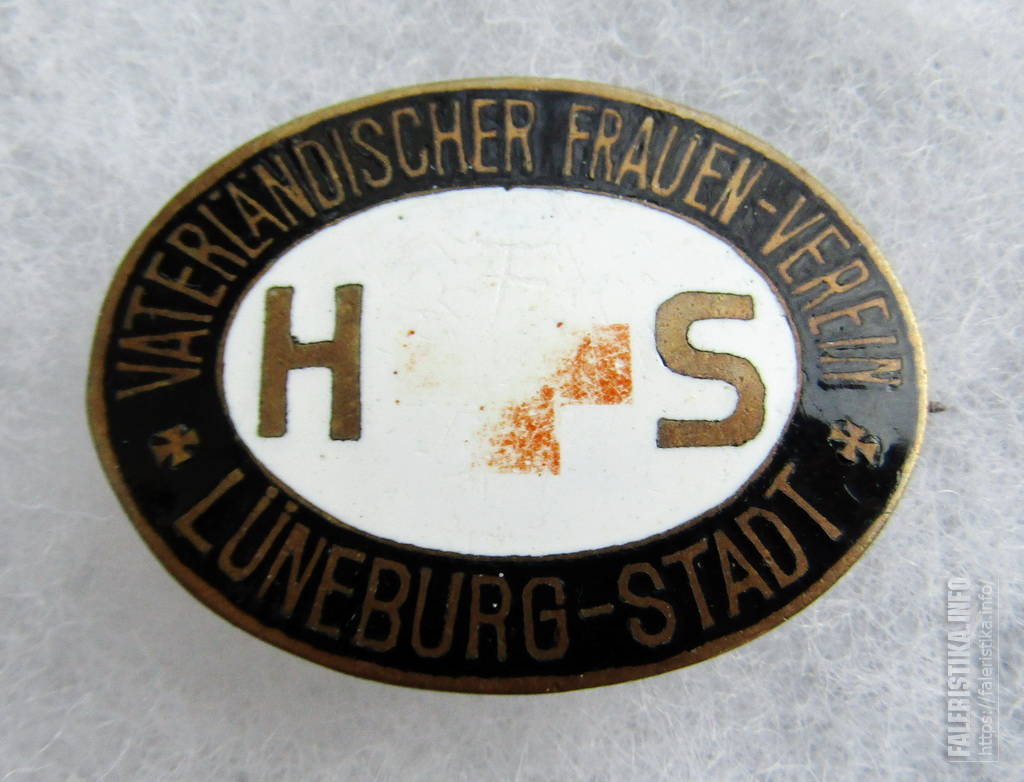 VATERLÄNDISCHER FRAUEN-VEREIN
H S
LÜNEBURG-STADT
FALERISTIKA.INFO
https://faleristika.info